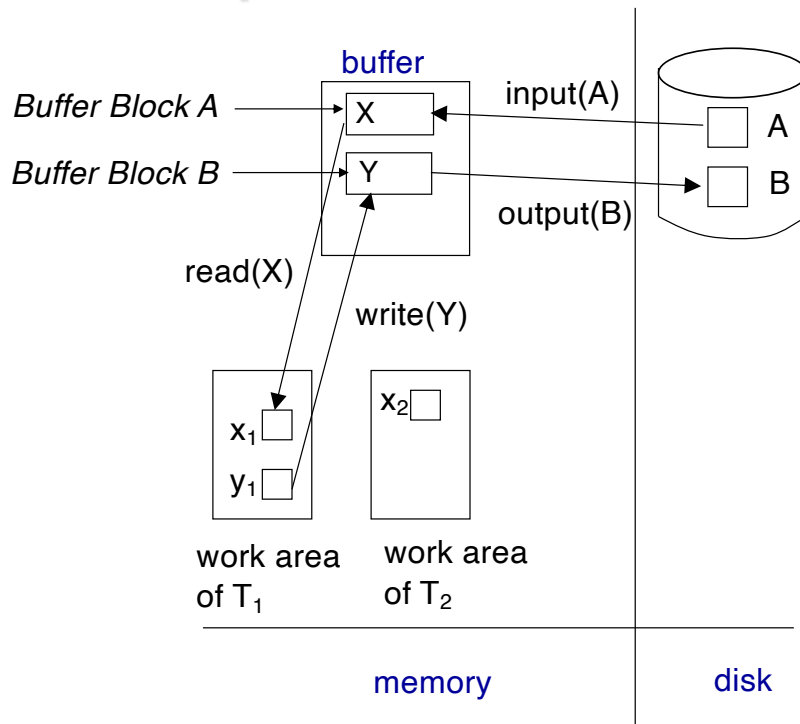 buffer
Buffer Block A
X
input(A)
A
Buffer Block B
Y
B
output(B)
read(X)
write(Y)
x₁
y₁
x₂
work area
of T₁
work area
of T₂
memory
disk